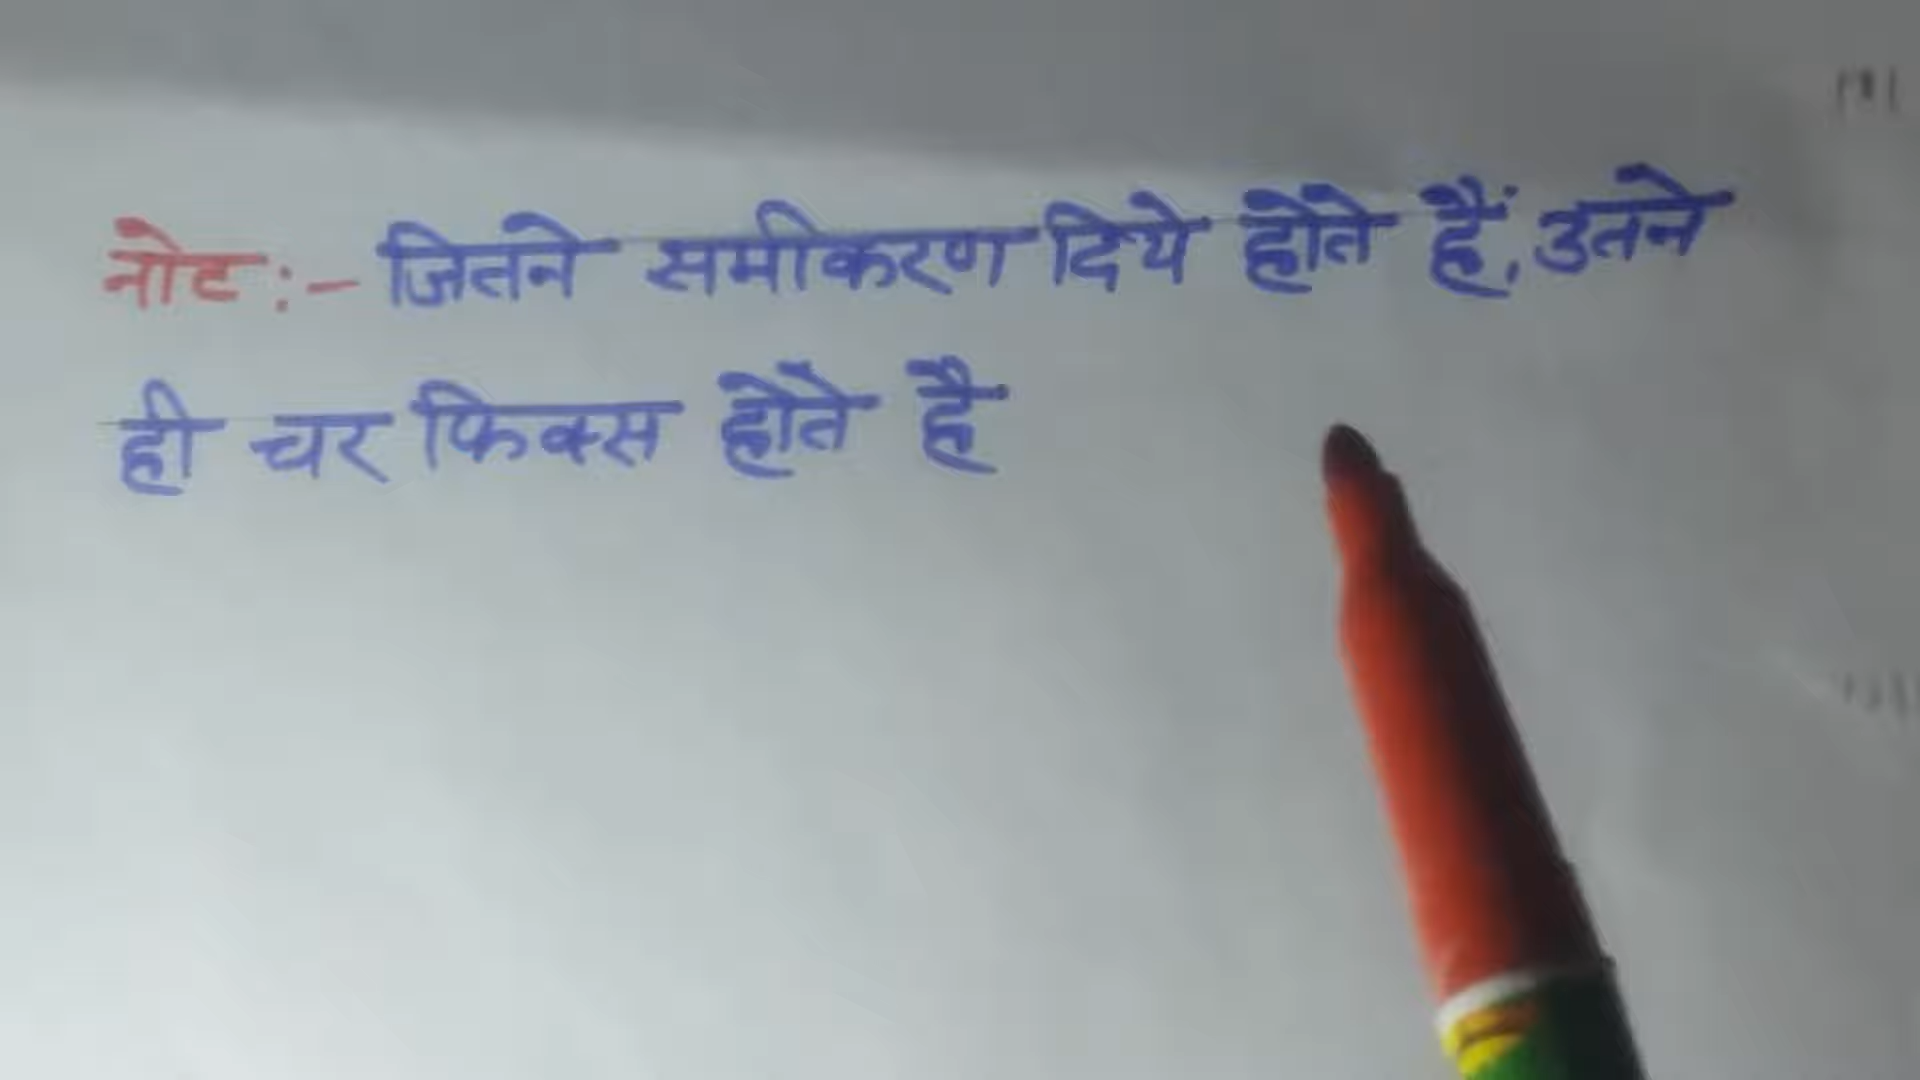 नोट :- जितने समीकरण दिये होते हैं, उतने
ही चर फिक्स होते है